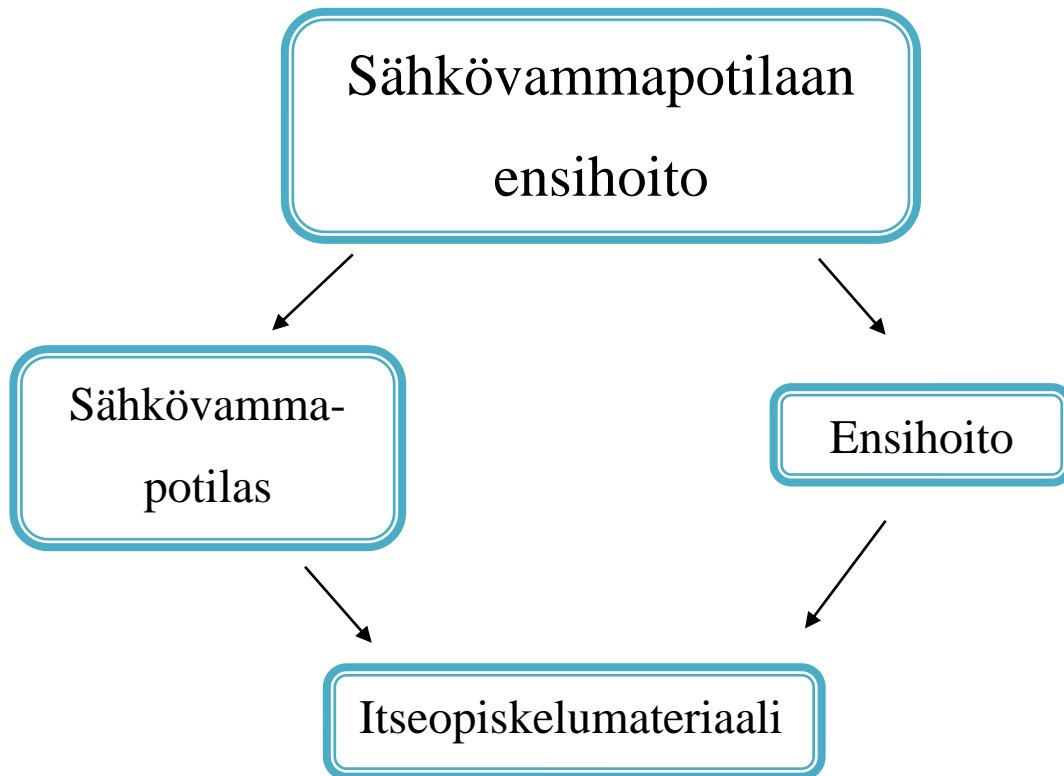 Sähkövammapotilaan
ensihoito
Sähkövamma-
potilas
Ensihoito
Itseopiskelumateriaali